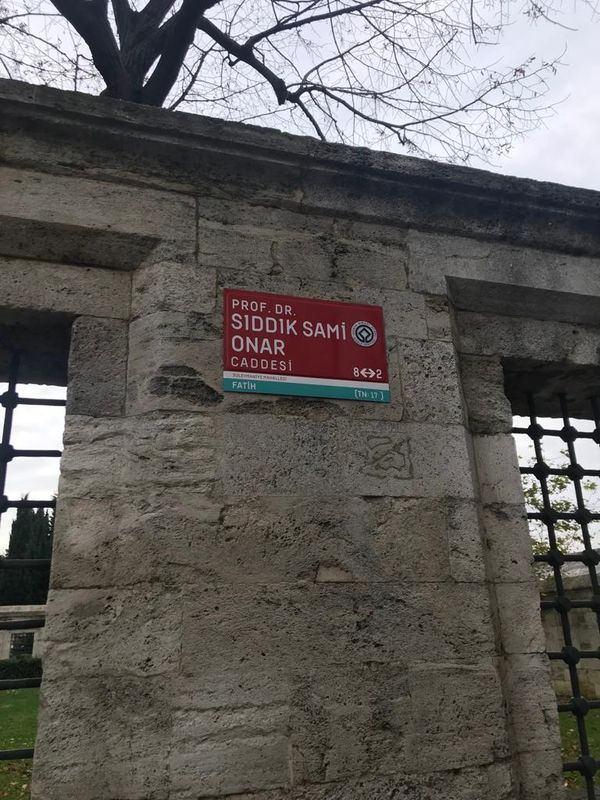 PROF. DR.
SIDDIK SAMİ
ONAR
CADDESİ
8↔2
SÜLEYMANİYE MAHALLESİ
FATİH
(TN: 17)